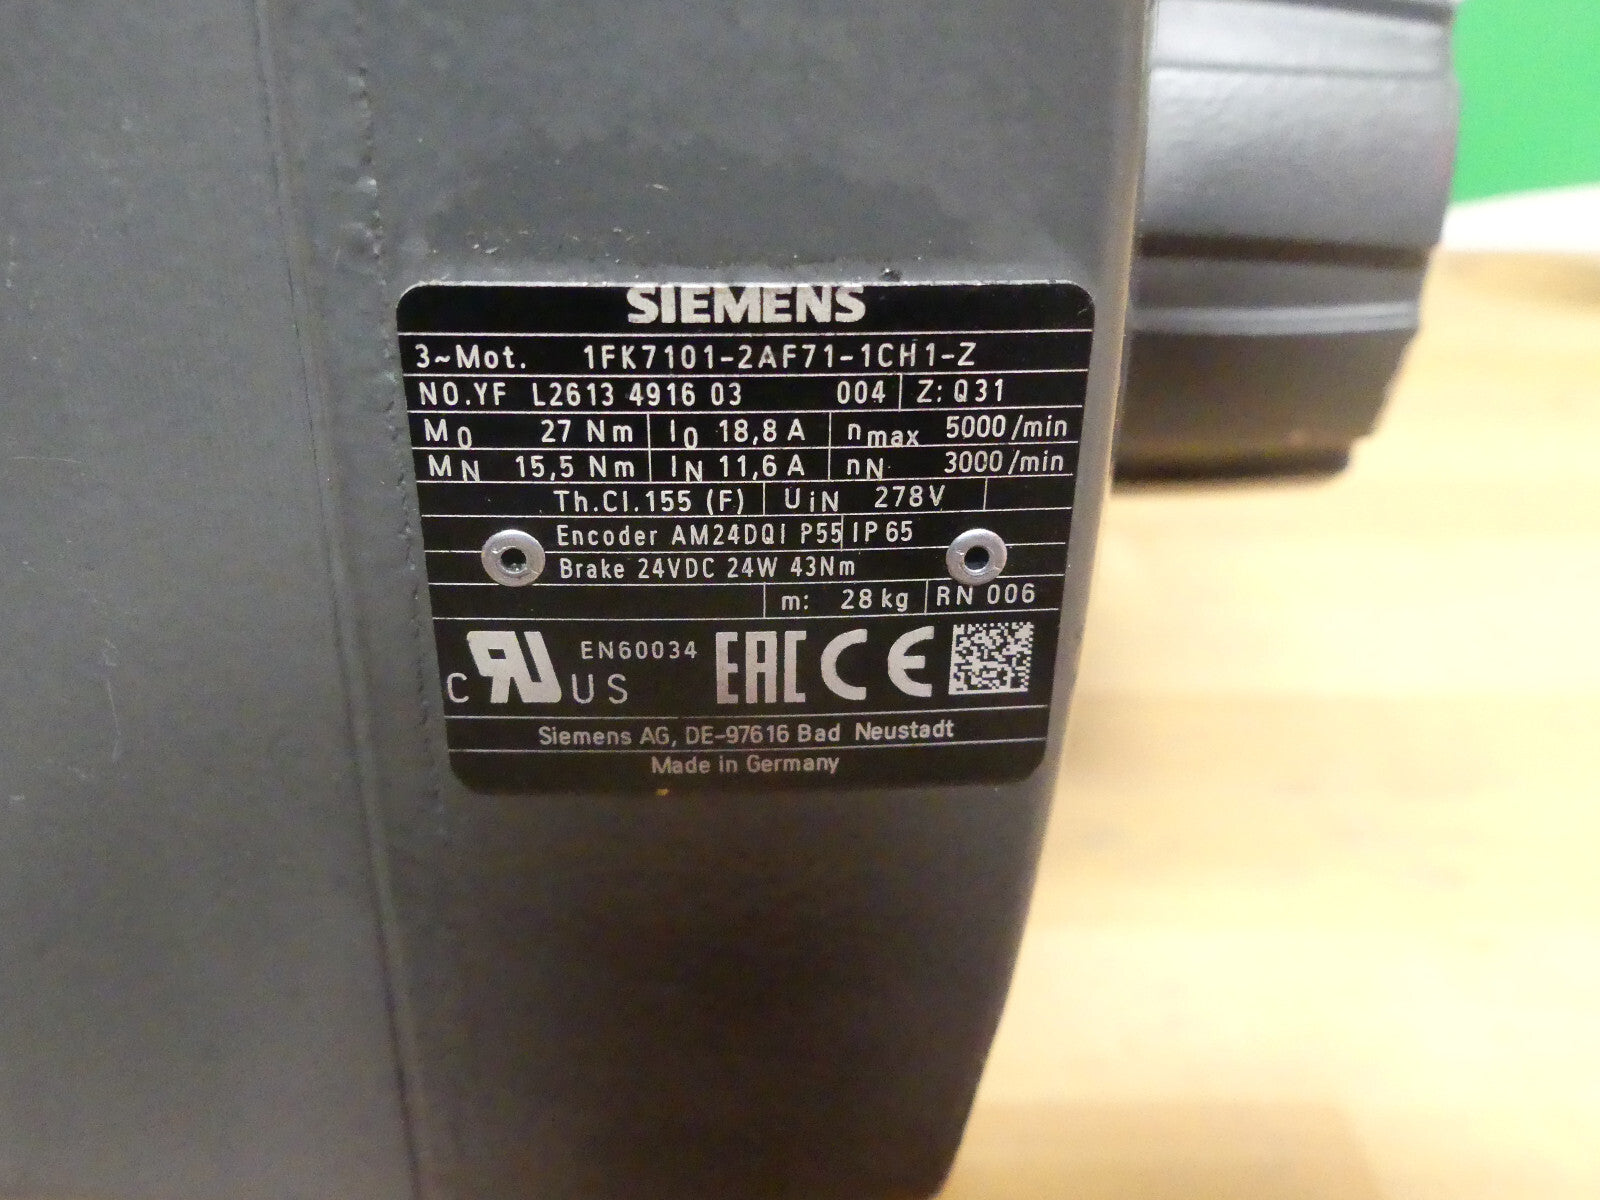 SIEMENS
3~Mot. 1FK7101-2AF71-1CH1-Z
NO.YF L2613 4916 03 004 Z: Q31
M0 27 Nm I0 18,8 A nmax 5000/min
MN 15,5 Nm IN 11,6 A nN 3000/min
Th.Cl.155 (F) UiN 278V
Encoder AM24DQI P55 IP65
Brake 24VDC 24W 43Nm
m: 28 kg RN 006
C RU US EN60034 EAC CE
Siemens AG, DE-97616 Bad Neustadt
Made in Germany